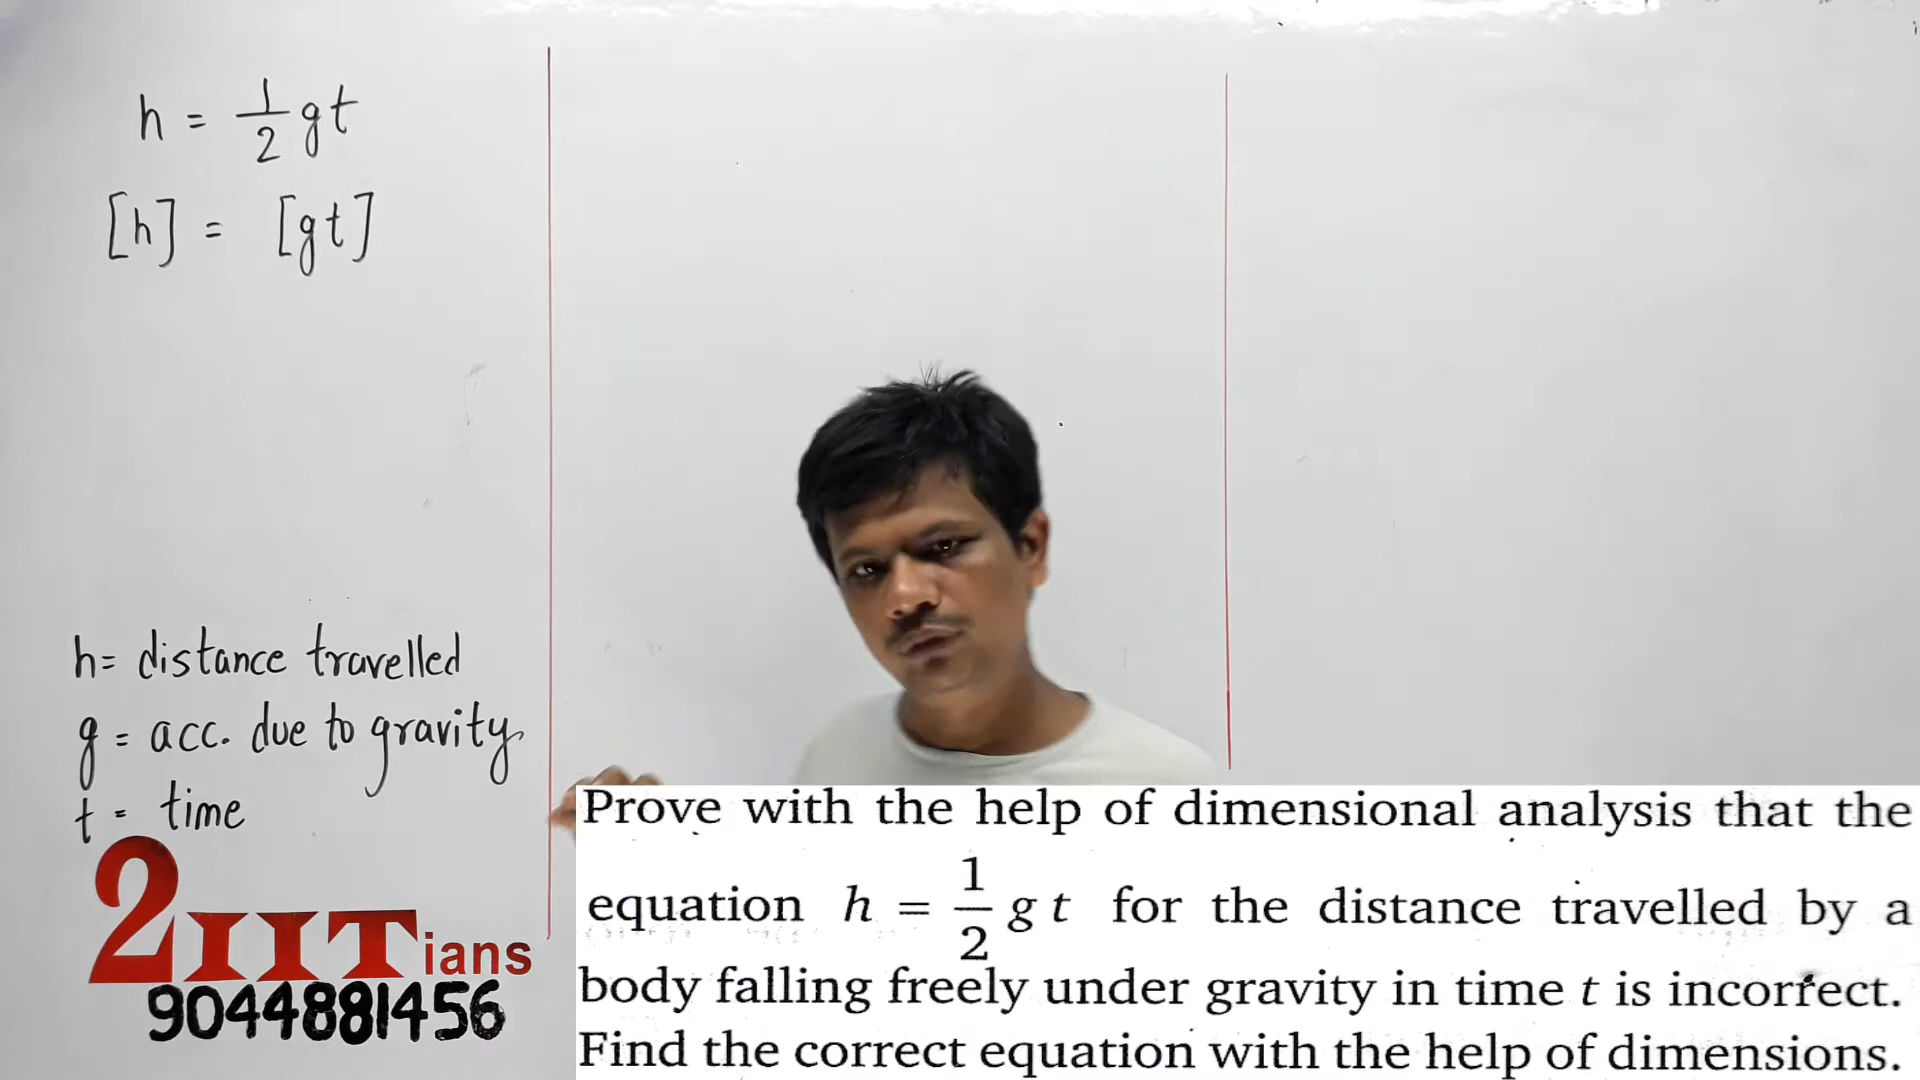 h = 1/2 gt
[h] = [gt]
h= distance travelled
g = acc. due to gravity
t = time
2IITians
9044881456
Prove with the help of dimensional analysis that the
equation h = 1/2 g t for the distance travelled by a
body falling freely under gravity in time t is incorrect.
Find the correct equation with the help of dimensions.